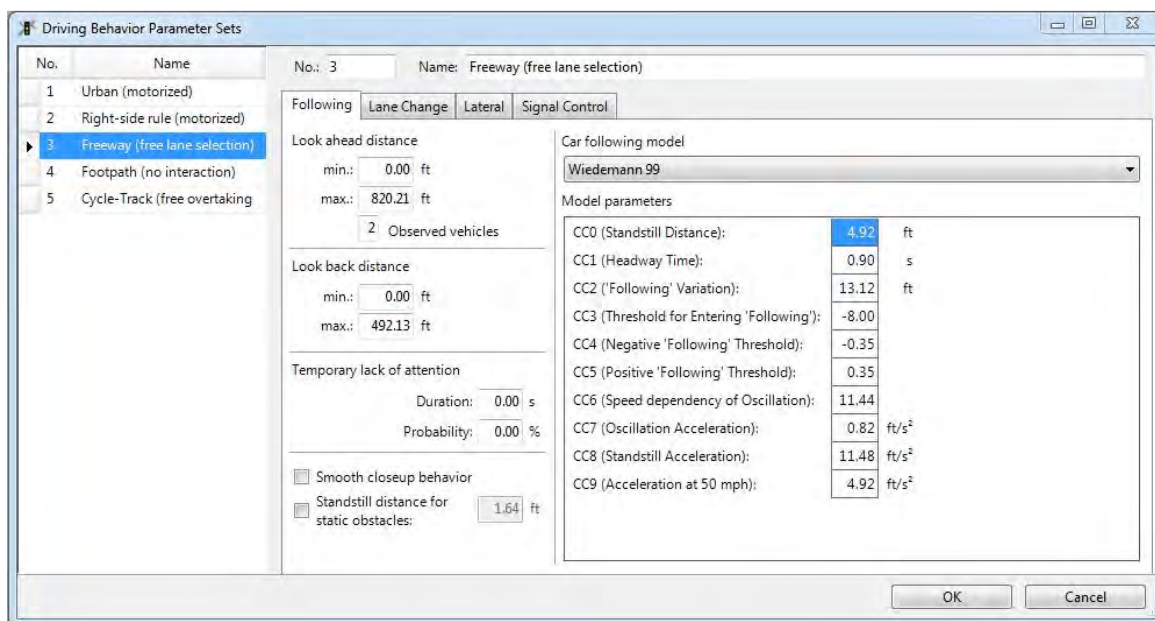 Driving Behavior Parameter Sets
No. Name
1 Urban (motorized)
2 Right-side rule (motorized)
3 Freeway (free lane selection)
4 Footpath (no interaction)
5 Cycle-Track (free overtaking
No.: 3 Name: Freeway (free lane selection)
Following Lane Change Lateral Signal Control
Look ahead distance
min.: 0.00 ft
max.: 820.21 ft
2 Observed vehicles
Look back distance
min.: 0.00 ft
max.: 492.13 ft
Temporary lack of attention
Duration: 0.00 s
Probability: 0.00 %
Smooth closeup behavior
Standstill distance for
static obstacles: 1.64 ft
Car following model
Wiedemann 99
Model parameters
CC0 (Standstill Distance): 4.92 ft
CC1 (Headway Time): 0.90 s
CC2 ('Following' Variation): 13.12 ft
CC3 (Threshold for Entering 'Following'): -8.00
CC4 (Negative 'Following' Threshold): -0.35
CC5 (Positive 'Following' Threshold): 0.35
CC6 (Speed dependency of Oscillation): 11.44
CC7 (Oscillation Acceleration): 0.82 ft/s²
CC8 (Standstill Acceleration): 11.48 ft/s²
CC9 (Acceleration at 50 mph): 4.92 ft/s²
OK Cancel